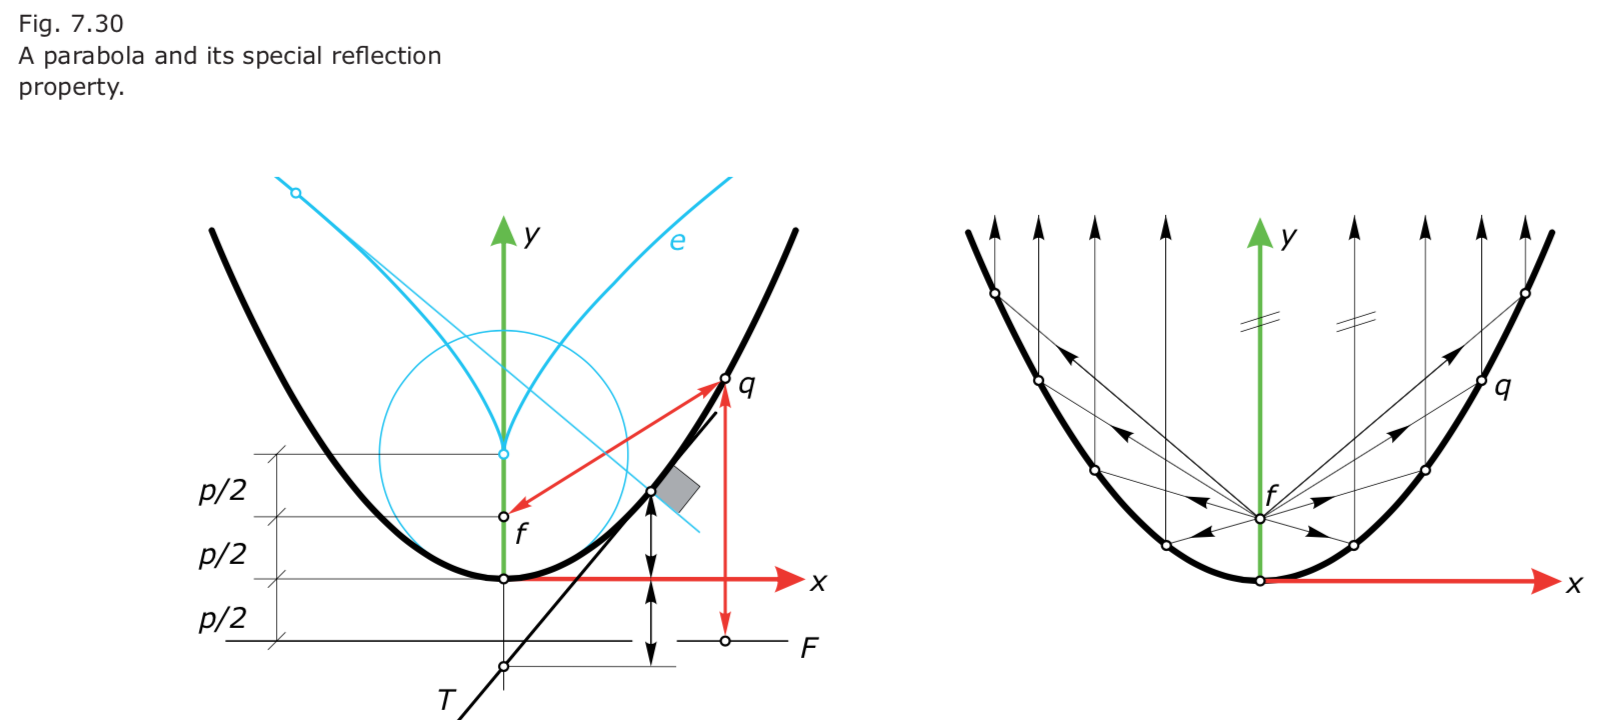 Fig. 7.30
A parabola and its special reflection
property.
y
e
q
p/2
f
p/2
x
p/2
F
T
y
q
f
x